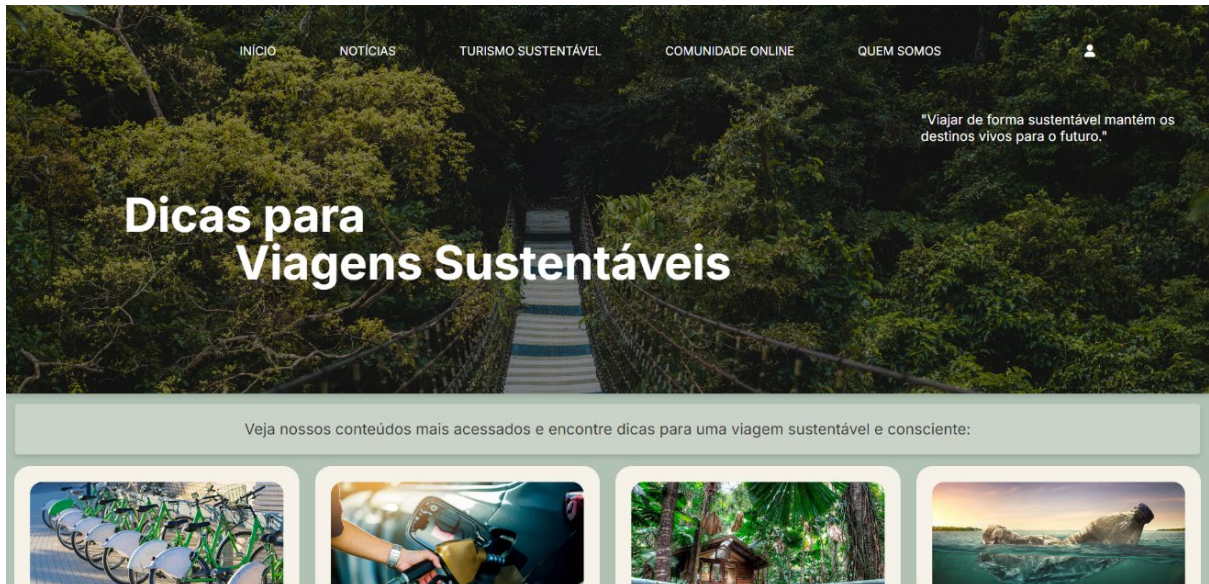 INÍCIO NOTÍCIAS TURISMO SUSTENTÁVEL COMUNIDADE ONLINE QUEM SOMOS
"Viajar de forma sustentável mantém os
destinos vivos para o futuro."
Dicas para
Viagens Sustentáveis
Veja nossos conteúdos mais acessados e encontre dicas para uma viagem sustentável e consciente: